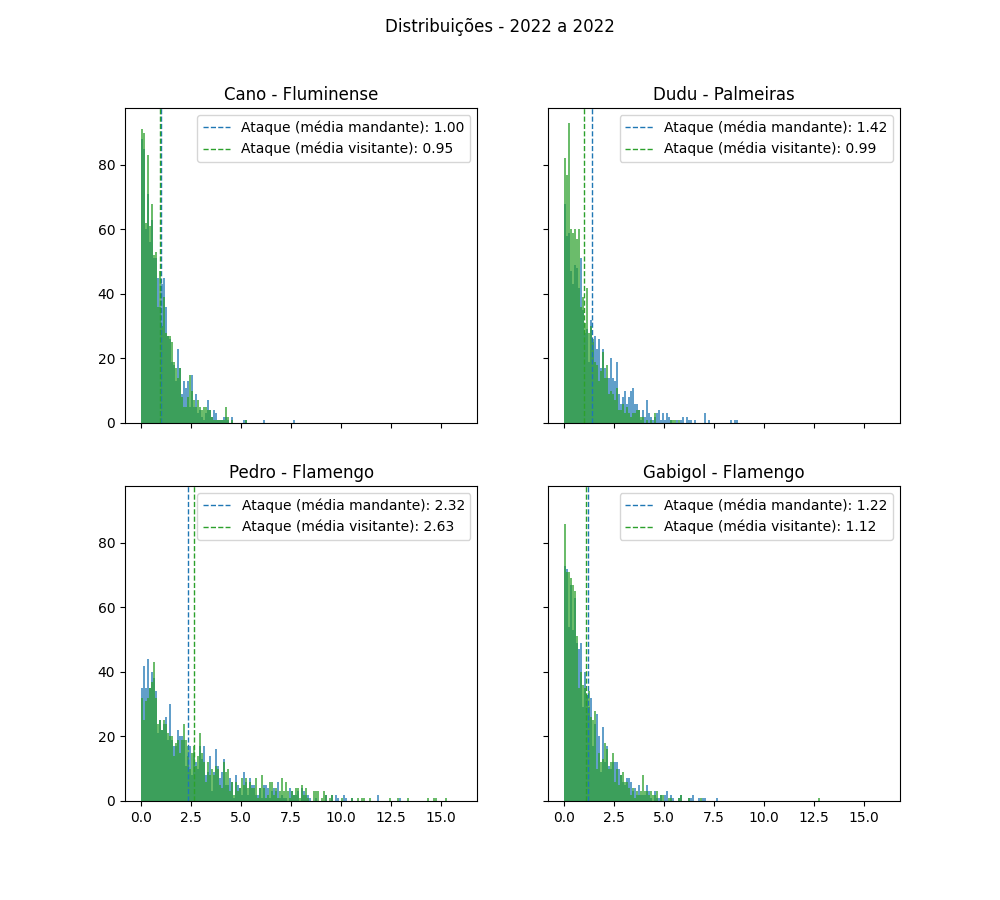 Distribuições - 2022 a 2022
Cano - Fluminense
Ataque (média mandante): 1.00
Ataque (média visitante): 0.95
80
60
40
20
0
Dudu - Palmeiras
Ataque (média mandante): 1.42
Ataque (média visitante): 0.99
Pedro - Flamengo
Ataque (média mandante): 2.32
Ataque (média visitante): 2.63
80
60
40
20
0
0.0 2.5 5.0 7.5 10.0 12.5 15.0
Gabigol - Flamengo
Ataque (média mandante): 1.22
Ataque (média visitante): 1.12
0.0 2.5 5.0 7.5 10.0 12.5 15.0